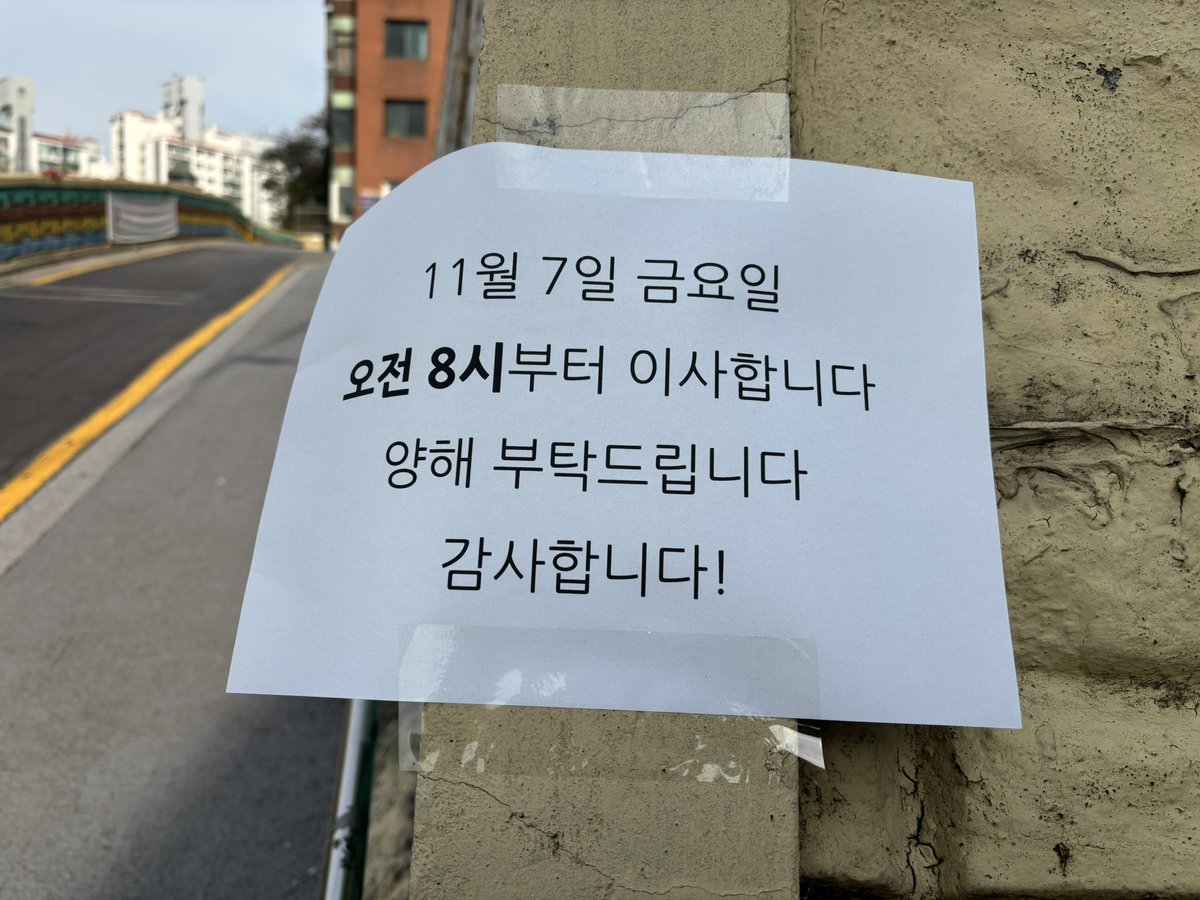 11월 7일 금요일
오전 8시부터 이사합니다
양해 부탁드립니다
감사합니다!